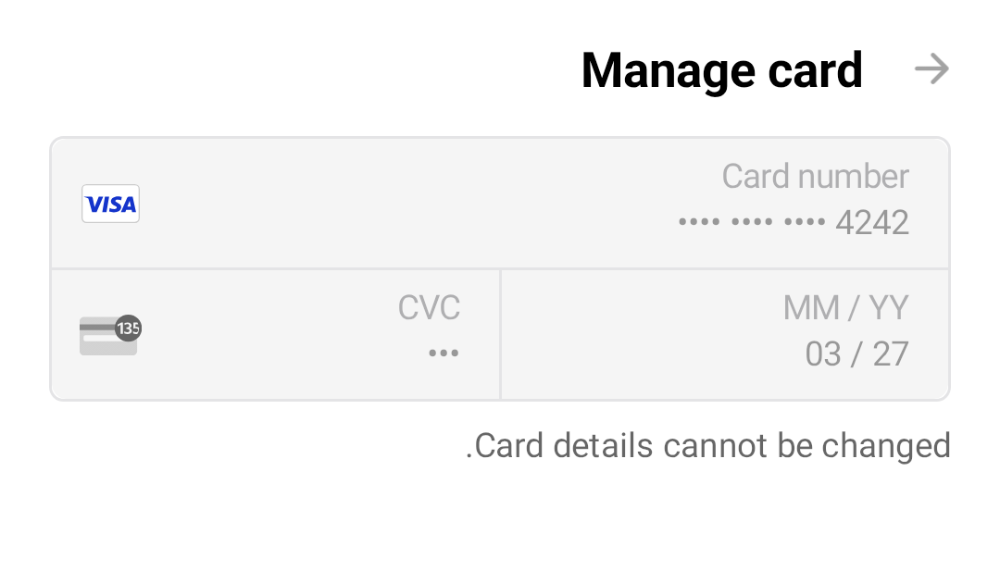 Manage card
Card number
VISA
•••• •••• •••• 4242
MM / YY
03 / 27
CVC
•••
135
.Card details cannot be changed